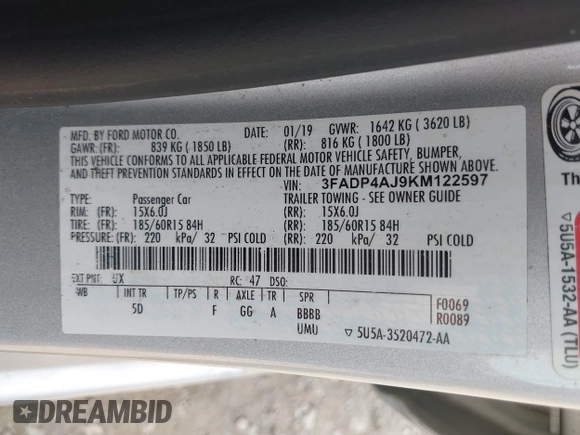 MFD. BY FORD MOTOR CO.
DATE: 01/19 GVWR: 1642 KG ( 3620 LB)
GAWR: (FR): 839 KG ( 1850 LB) (RR): 816 KG ( 1800 LB)
THIS VEHICLE CONFORMS TO ALL APPLICABLE FEDERAL MOTOR VEHICLE SAFETY, BUMPER,
AND THEFT PREVENTION STANDARDS IN EFFECT ON THE DATE OF MANUFACTURE SHOWN ABOVE.
VIN: 3FADP4AJ9KM122597
TYPE: Passenger Car TRAILER TOWING - SEE OWNER GUIDE
RIM: (FR): 15X6.0J (RR): 15X6.0J
TIRE: (FR): 185/60R15 84H (RR): 185/60R15 84H
PRESSURE: (FR): 220 kPa/ 32 PSI COLD (RR): 220 kPa/ 32 PSI COLD
EXT PNT: UX RC: 47 DSO:
WB INT TR TP/PS R AXLE TR SPR
5D F GG A BBBB
UMU
F0069
R0089
5U5A-3520472-AA
5U5A-1532-AA (TLU)
The
DREAMBID